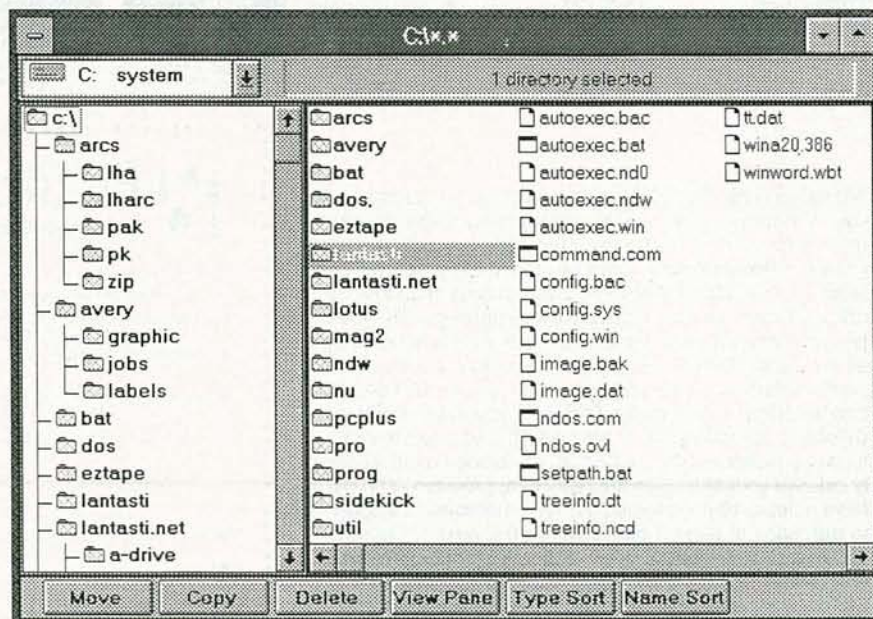 C:\*.*
C: system
1 directory selected
c:\
arcs
lha
lharc
pak
pk
zip
avery
graphic
jobs
labels
bat
dos
eztape
lantasti
lantasti.net
a-drive
arcs
avery
bat
dos.
eztape
lantasti
lantasti.net
lotus
mag2
ndw
nu
pcplus
pro
prog
sidekick
util
autoexec.bac
autoexec.bat
autoexec.nd0
autoexec.ndw
autoexec.win
command.com
config.bac
config.sys
config.win
image.bak
image.dat
ndos.com
ndos.ovl
setpath.bat
treeinfo.dt
treeinfo.ncd
tt.dat
wina20.386
winword.wbt
Move Copy Delete View Pane Type Sort Name Sort